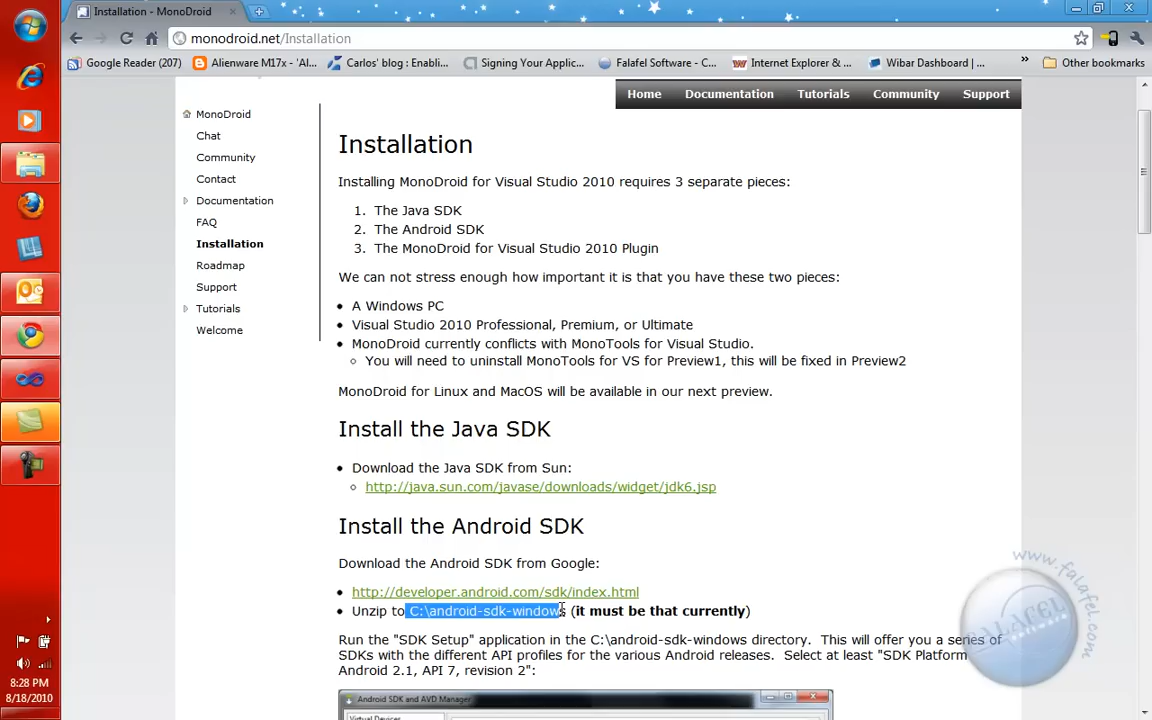 Installation - MonoDroid
monodroid.net/Installation
Google Reader (207)
Alienware M17x - 'Al...
Carlos' blog : Enabli...
Signing Your Applic...
Falafel Software - C...
Internet Explorer & ...
Wibar Dashboard | ...
»
Other bookmarks
Home Documentation Tutorials Community Support
MonoDroid
Chat
Community
Contact
Documentation
FAQ
Installation
Roadmap
Support
Tutorials
Welcome
Installation
Installing MonoDroid for Visual Studio 2010 requires 3 separate pieces:
1. The Java SDK
2. The Android SDK
3. The MonoDroid for Visual Studio 2010 Plugin
We can not stress enough how important it is that you have these two pieces:
A Windows PC
Visual Studio 2010 Professional, Premium, or Ultimate
MonoDroid currently conflicts with MonoTools for Visual Studio.
You will need to uninstall MonoTools for VS for Preview1, this will be fixed in Preview2
MonoDroid for Linux and MacOS will be available in our next preview.
Install the Java SDK
Download the Java SDK from Sun:
http://java.sun.com/javase/downloads/widget/jdk6.jsp
Install the Android SDK
Download the Android SDK from Google:
http://developer.android.com/sdk/index.html
Unzip to C:\android-sdk-windows (it must be that currently)
Run the "SDK Setup" application in the C:\android-sdk-windows directory. This will offer you a series of
SDKs with the different API profiles for the various Android releases. Select at least "SDK Platform
Android 2.1, API 7, revision 2":
Android SDK and AVD Manager
Virtual Devices
8:28 PM
8/18/2010
www.falafel
FALAFEL